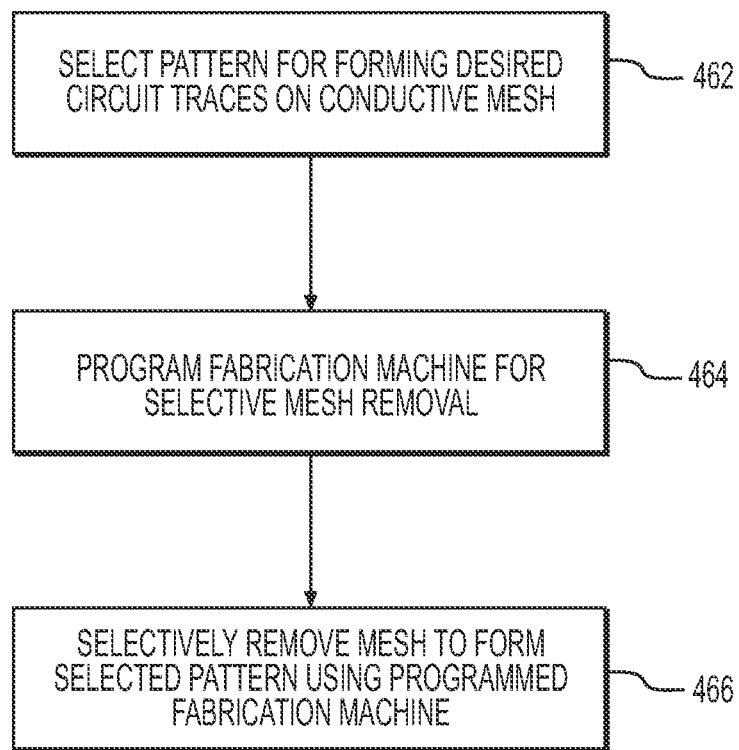 SELECT PATTERN FOR FORMING DESIRED
CIRCUIT TRACES ON CONDUCTIVE MESH
462
PROGRAM FABRICATION MACHINE FOR
SELECTIVE MESH REMOVAL
464
SELECTIVELY REMOVE MESH TO FORM
SELECTED PATTERN USING PROGRAMMED
FABRICATION MACHINE
466